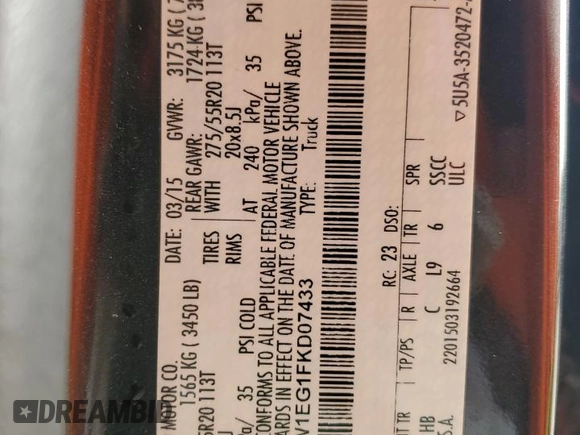 MOTOR CO. DATE: 03/15 GVWR: 3175 KG (
1565 KG ( 3450 LB) REAR GAWR: 1724 KG (
5R20 113T TIRES WITH 275/55R20 113T
RIMS 20x8.5J
35 PSI COLD AT 240 kPa/ 35 PSI
CONFORMS TO ALL APPLICABLE FEDERAL MOTOR VEHICLE
ARDS IN EFFECT ON THE DATE OF MANUFACTURE SHOWN ABOVE.
W1EG1FKD07433 TYPE: Truck
RC: 23 DSO:
TR TP/PS R AXLE TR SPR
HB C L9 6 SSCC
ULC
S.A. 2201503192664 ▽5U5A-3520472-
DREAMBID